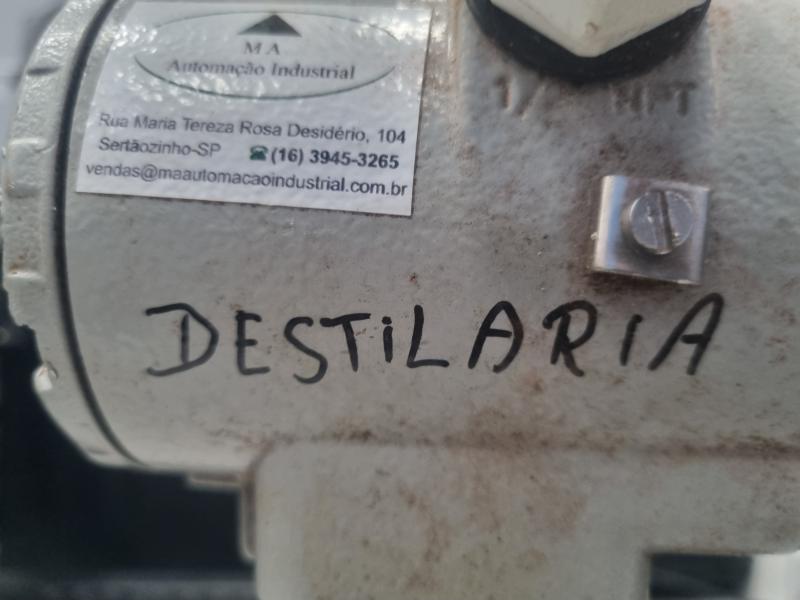 M A
Automação Industrial
Rua Maria Tereza Rosa Desidério, 104
Sertãozinho-SP ☎(16) 3945-3265
vendas@maautomacaoindustrial.com.br
NPT
DESTiLARIA